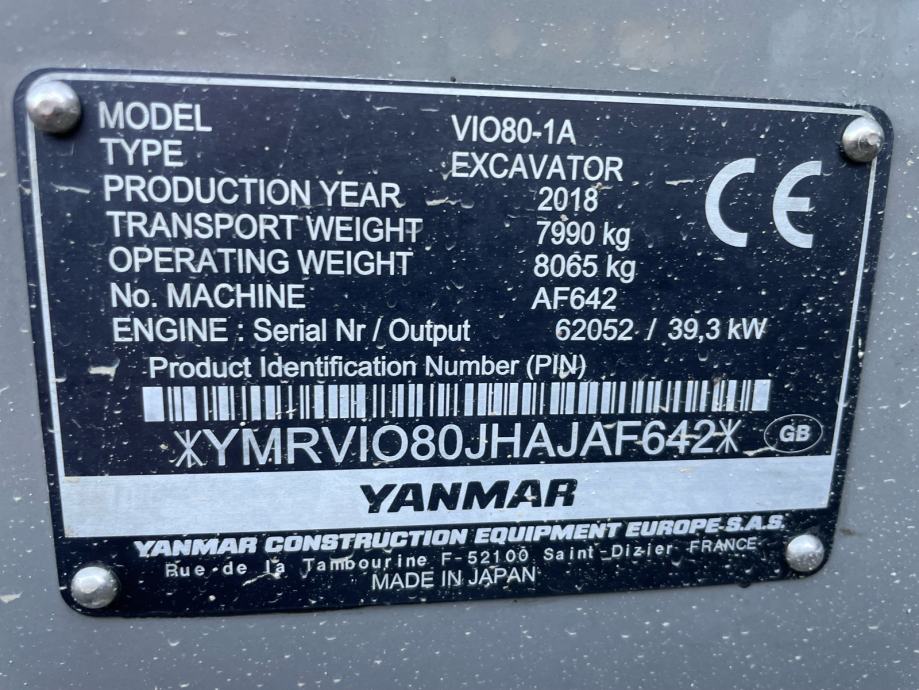 MODEL VIO80-1A
TYPE EXCAVATOR
PRODUCTION YEAR 2018
TRANSPORT WEIGHT 7990 kg
OPERATING WEIGHT 8065 kg
No. MACHINE AF642
ENGINE : Serial Nr / Output 62052 / 39,3 kW
Product Identification Number (PIN)
*YMRVIO80JHAJAF642*
GB
CE
YANMAR
YANMAR CONSTRUCTION EQUIPMENT EUROPE S.A.S.
Rue de la Tambourine F-52100 Saint-Dizier FRANCE
MADE IN JAPAN